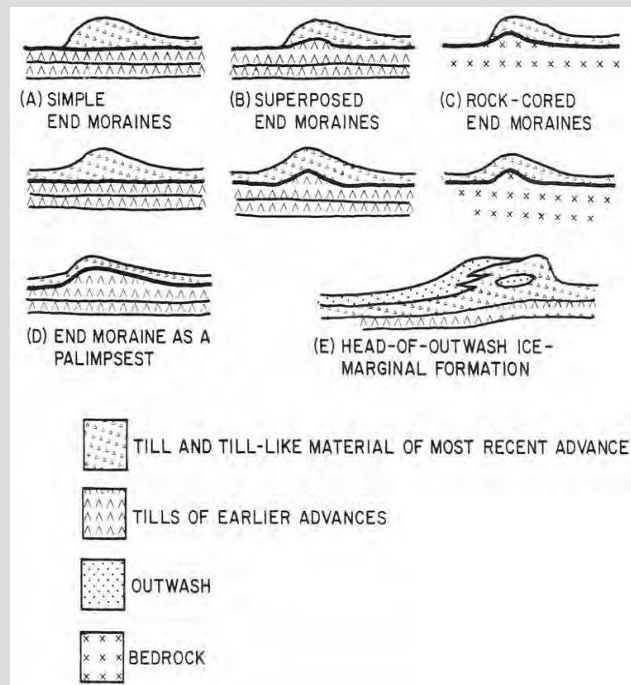 (A) SIMPLE
END MORAINES
(B) SUPERPOSED
END MORAINES
(C) ROCK-CORED
END MORAINES
(D) END MORAINE AS A
PALIMPSEST
(E) HEAD-OF-OUTWASH ICE-
MARGINAL FORMATION
TILL AND TILL-LIKE MATERIAL OF MOST RECENT ADVANCE
TILLS OF EARLIER ADVANCES
OUTWASH
BEDROCK